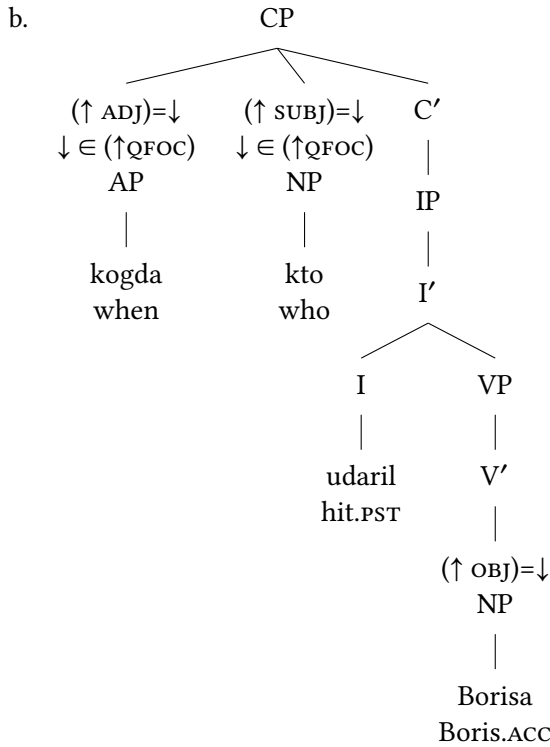 b.
CP
(↑ ADJ)=↓ (↑ SUBJ)=↓ C′
↓ ∈ (↑QFOC) ↓ ∈ (↑QFOC)
AP NP IP
kogda kto I′
when who
I VP
udaril V′
hit.PST
(↑ OBJ)=↓
NP
Borisa
Boris.ACC